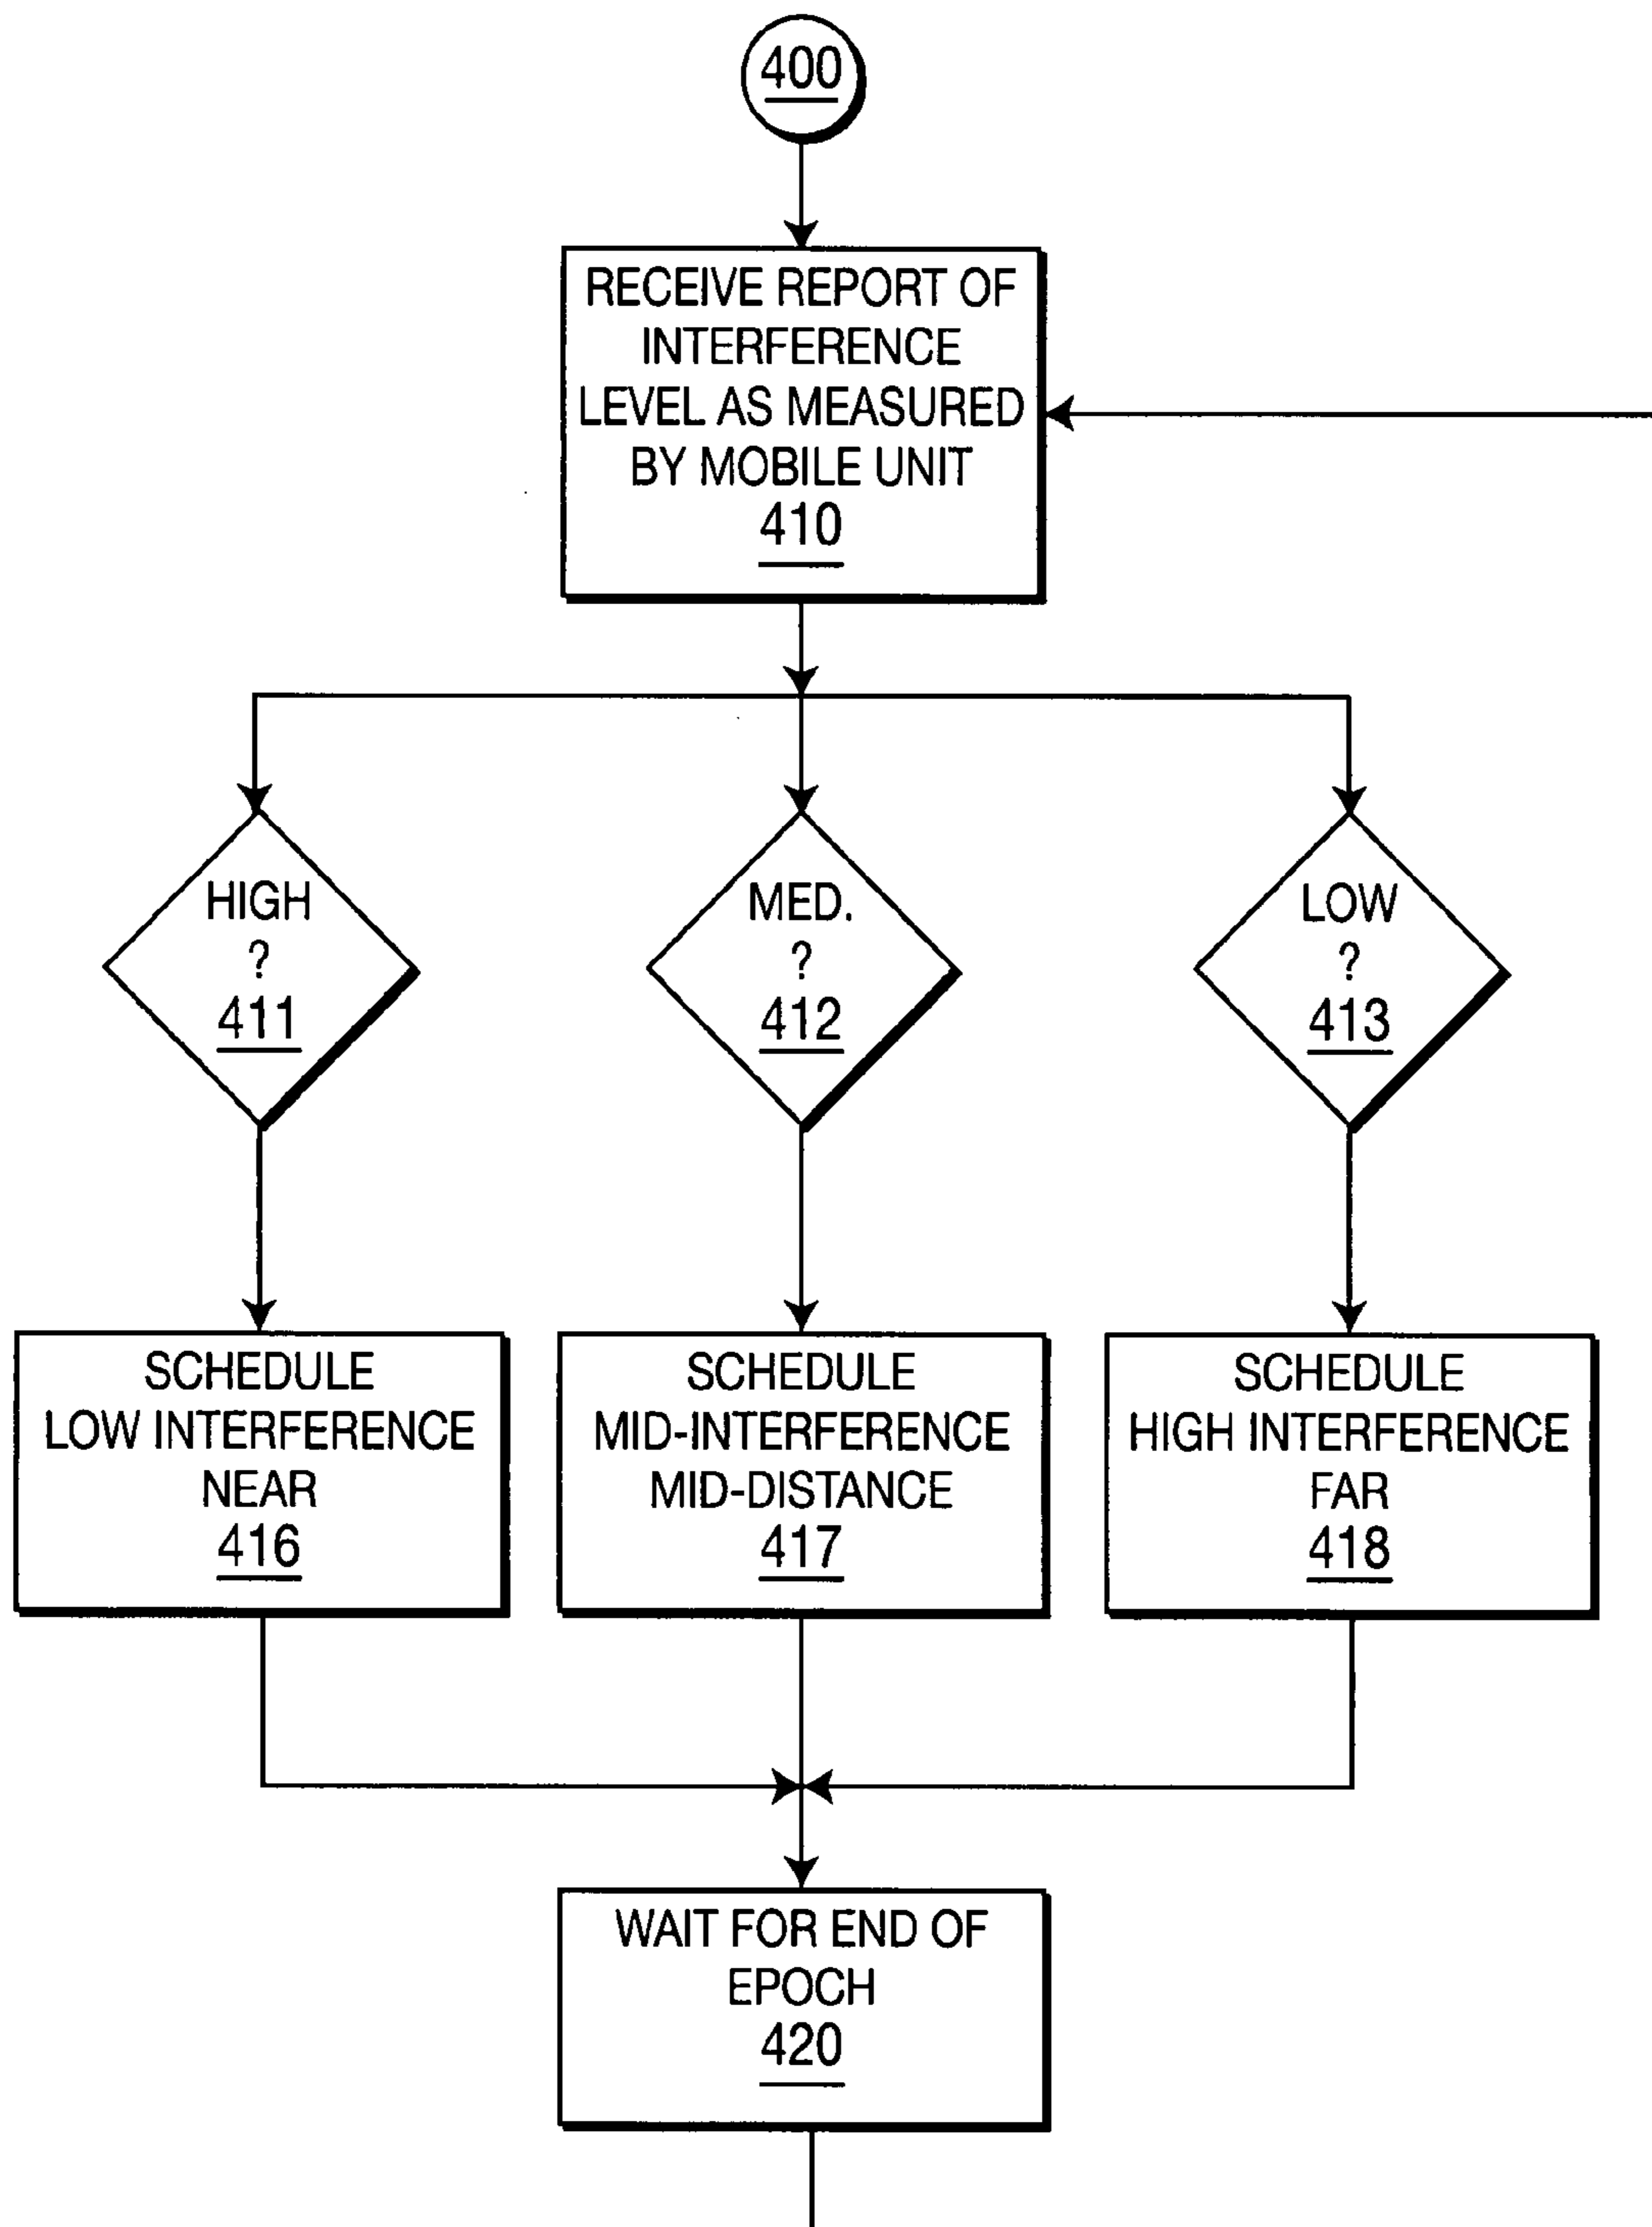 400
RECEIVE REPORT OF
INTERFERENCE
LEVEL AS MEASURED
BY MOBILE UNIT
410
HIGH
?
411
MED.
?
412
LOW
?
413
SCHEDULE
LOW INTERFERENCE
NEAR
416
SCHEDULE
MID-INTERFERENCE
MID-DISTANCE
417
SCHEDULE
HIGH INTERFERENCE
FAR
418
WAIT FOR END OF
EPOCH
420